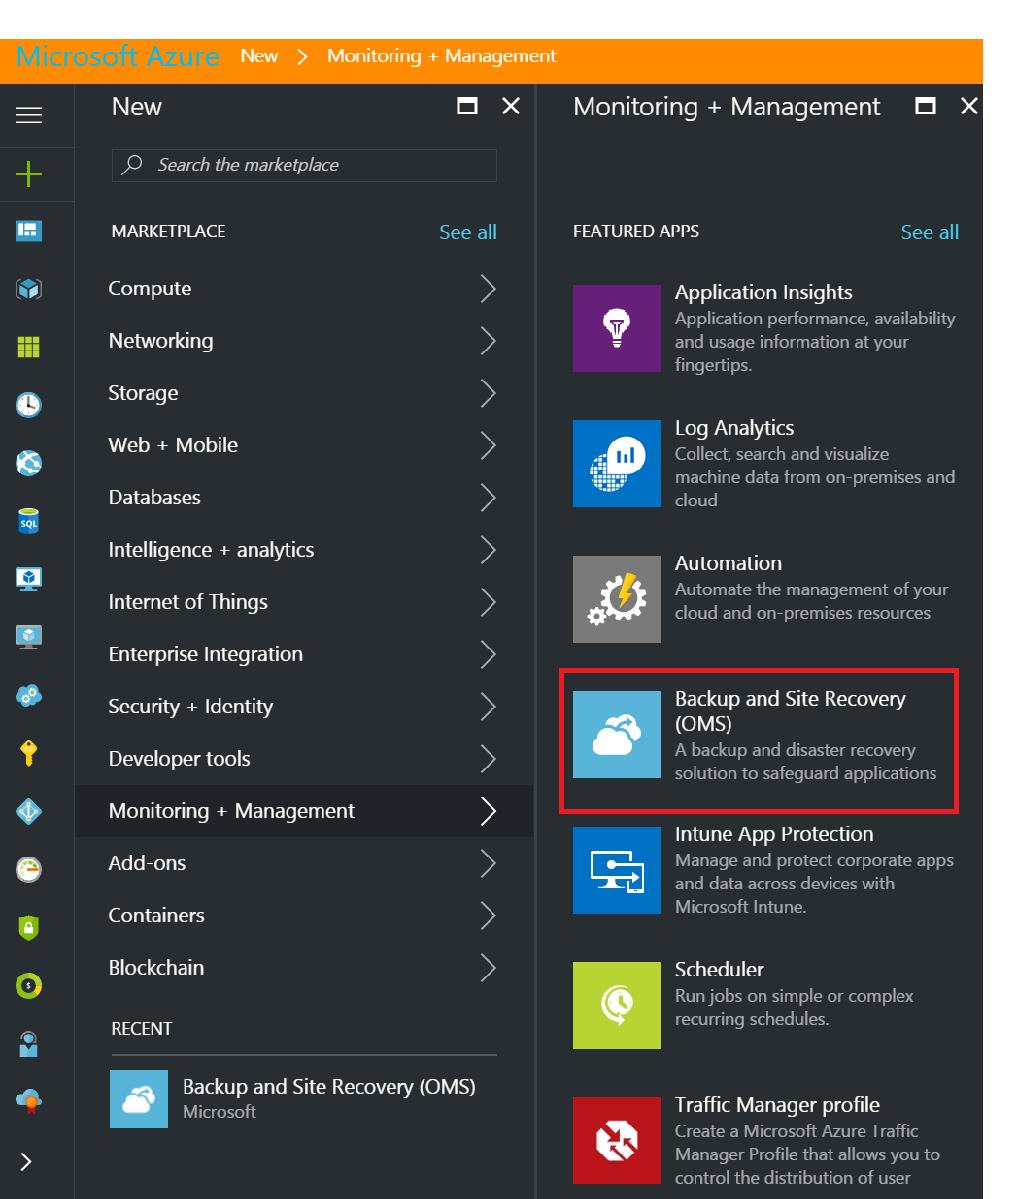 Microsoft Azure New > Monitoring + Management
New
Search the marketplace
MARKETPLACE See all
Compute
Networking
Storage
Web + Mobile
Databases
Intelligence + analytics
Internet of Things
Enterprise Integration
Security + Identity
Developer tools
Monitoring + Management
Add-ons
Containers
Blockchain
RECENT
Backup and Site Recovery (OMS)
Microsoft
Monitoring + Management
FEATURED APPS See all
Application Insights
Application performance, availability
and usage information at your
fingertips.
Log Analytics
Collect, search and visualize
machine data from on-premises and
cloud
Automation
Automate the management of your
cloud and on-premises resources
Backup and Site Recovery
(OMS)
A backup and disaster recovery
solution to safeguard applications
Intune App Protection
Manage and protect corporate apps
and data across devices with
Microsoft Intune.
Scheduler
Run jobs on simple or complex
recurring schedules.
Traffic Manager profile
Create a Microsoft Azure Traffic
Manager Profile that allows you to
control the distribution of user
SQL